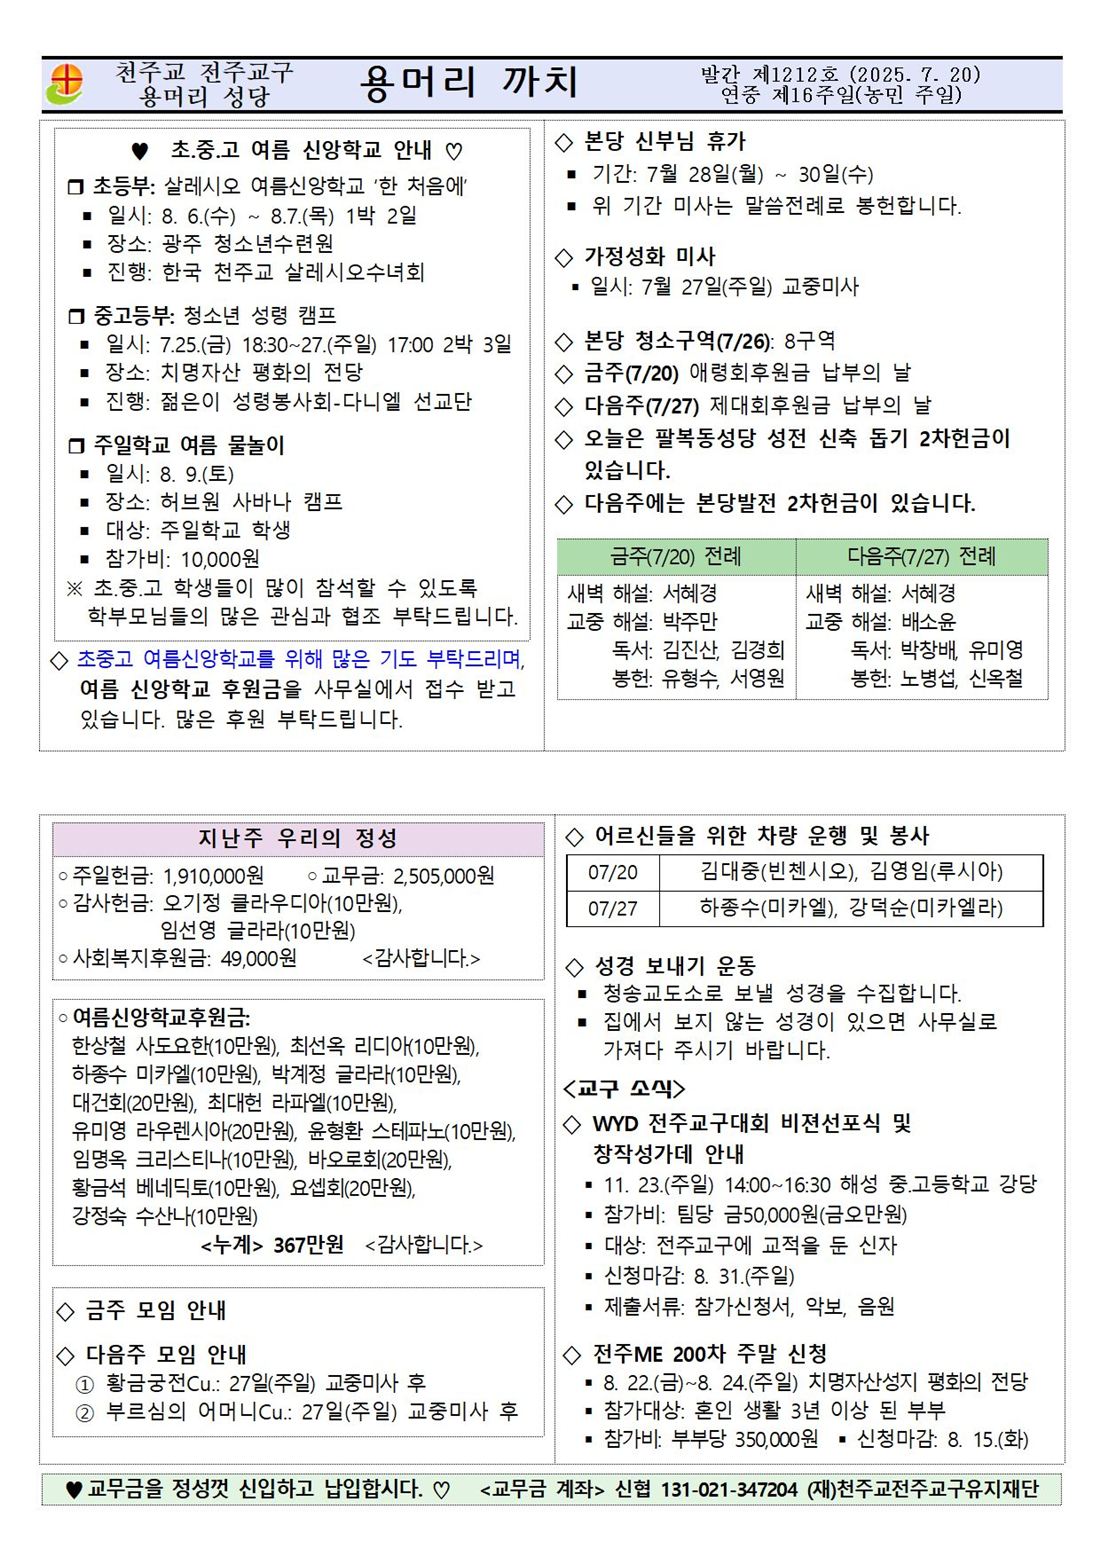 천주교 전주교구
용머리 성당
용머리 까치
발간 제1212호 (2025. 7. 20)
연중 제16주일(농민 주일)
♥ 초.중.고 여름 신앙학교 안내 ♡
❒ 초등부: 살레시오 여름신앙학교 ‘한 처음에’
▪ 일시: 8. 6.(수) ~ 8.7.(목) 1박 2일
▪ 장소: 광주 청소년수련원
▪ 진행: 한국 천주교 살레시오수녀회
❒ 중고등부: 청소년 성령 캠프
▪ 일시: 7.25.(금) 18:30~27.(주일) 17:00 2박 3일
▪ 장소: 치명자산 평화의 전당
▪ 진행: 젊은이 성령봉사회-다니엘 선교단
❒ 주일학교 여름 물놀이
▪ 일시: 8. 9.(토)
▪ 장소: 허브원 사바나 캠프
▪ 대상: 주일학교 학생
▪ 참가비: 10,000원
※ 초.중.고 학생들이 많이 참석할 수 있도록
학부모님들의 많은 관심과 협조 부탁드립니다.
◇ 초중고 여름신앙학교를 위해 많은 기도 부탁드리며,
여름 신앙학교 후원금을 사무실에서 접수 받고
있습니다. 많은 후원 부탁드립니다.
◇ 본당 신부님 휴가
▪ 기간: 7월 28일(월) ~ 30일(수)
▪ 위 기간 미사는 말씀전례로 봉헌합니다.
◇ 가정성화 미사
▪ 일시: 7월 27일(주일) 교중미사
◇ 본당 청소구역(7/26): 8구역
◇ 금주(7/20) 애령회후원금 납부의 날
◇ 다음주(7/27) 제대회후원금 납부의 날
◇ 오늘은 팔복동성당 성전 신축 돕기 2차헌금이
있습니다.
◇ 다음주에는 본당발전 2차헌금이 있습니다.
금주(7/20) 전례 다음주(7/27) 전례
새벽 해설: 서혜경 새벽 해설: 서혜경
교중 해설: 박주만 교중 해설: 배소윤
독서: 김진산, 김경희 독서: 박창배, 유미영
봉헌: 유형수, 서영원 봉헌: 노병섭, 신옥철
지난주 우리의 정성
○ 주일헌금: 1,910,000원 ○ 교무금: 2,505,000원
○ 감사헌금: 오기정 클라우디아(10만원),
임선영 글라라(10만원)
○ 사회복지후원금: 49,000원 <감사합니다.>
○ 여름신앙학교후원금:
한상철 사도요한(10만원), 최선옥 리디아(10만원),
하종수 미카엘(10만원), 박계정 글라라(10만원),
대건회(20만원), 최대헌 라파엘(10만원),
유미영 라우렌시아(20만원), 윤형환 스테파노(10만원),
임명옥 크리스티나(10만원), 바오로회(20만원),
황금석 베네딕토(10만원), 요셉회(20만원),
강정숙 수산나(10만원)
<누계> 367만원 <감사합니다.>
◇ 금주 모임 안내
◇ 다음주 모임 안내
① 황금궁전Cu.: 27일(주일) 교중미사 후
② 부르심의 어머니Cu.: 27일(주일) 교중미사 후
◇ 어르신들을 위한 차량 운행 및 봉사
07/20 김대중(빈첸시오), 김영임(루시아)
07/27 하종수(미카엘), 강덕순(미카엘라)
◇ 성경 보내기 운동
▪ 청송교도소로 보낼 성경을 수집합니다.
▪ 집에서 보지 않는 성경이 있으면 사무실로
가져다 주시기 바랍니다.
<교구 소식>
◇ WYD 전주교구대회 비젼선포식 및
창작성가데 안내
▪ 11. 23.(주일) 14:00~16:30 해성 중.고등학교 강당
▪ 참가비: 팀당 금50,000원(금오만원)
▪ 대상: 전주교구에 교적을 둔 신자
▪ 신청마감: 8. 31.(주일)
▪ 제출서류: 참가신청서, 악보, 음원
◇ 전주ME 200차 주말 신청
▪ 8. 22.(금)~8. 24.(주일) 치명자산성지 평화의 전당
▪ 참가대상: 혼인 생활 3년 이상 된 부부
▪ 참가비: 부부당 350,000원 ▪ 신청마감: 8. 15.(화)
♥ 교무금을 정성껏 신입하고 납입합시다. ♡ <교무금 계좌> 신협 131-021-347204 (재)천주교전주교구유지재단